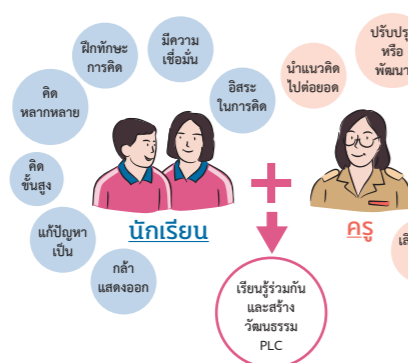 มีความ
เชื่อมั่น
ฝึกทักษะ
การคิด
อิสระ
ในการคิด
คิด
หลากหลาย
คิด
ขั้นสูง
แก้ปัญหา
เป็น
กล้า
แสดงออก
นักเรียน
นำแนวคิด
ไปต่อยอด
หรือ
ครู
เรียนรู้ร่วมกัน
และสร้าง
วัฒนธรรม
PLC